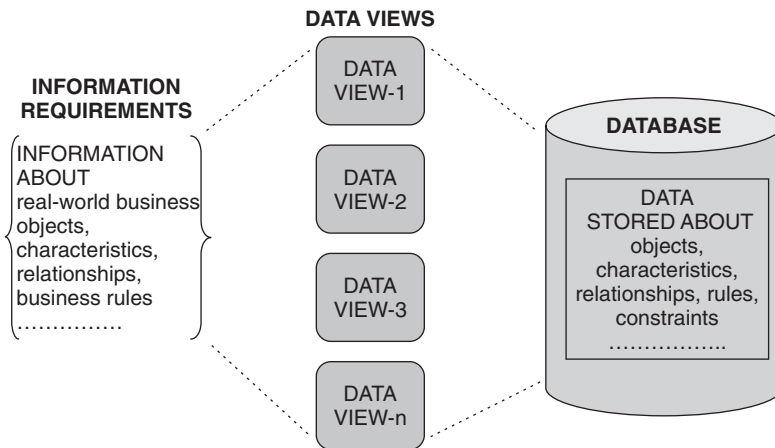 DATA VIEWS
INFORMATION
REQUIREMENTS
INFORMATION
ABOUT
real-world business
objects,
characteristics,
relationships,
business rules
……………
DATA
VIEW-1
DATA
VIEW-2
DATA
VIEW-3
DATA
VIEW-n
DATABASE
DATA
STORED ABOUT
objects,
characteristics,
relationships, rules,
constraints
……………..